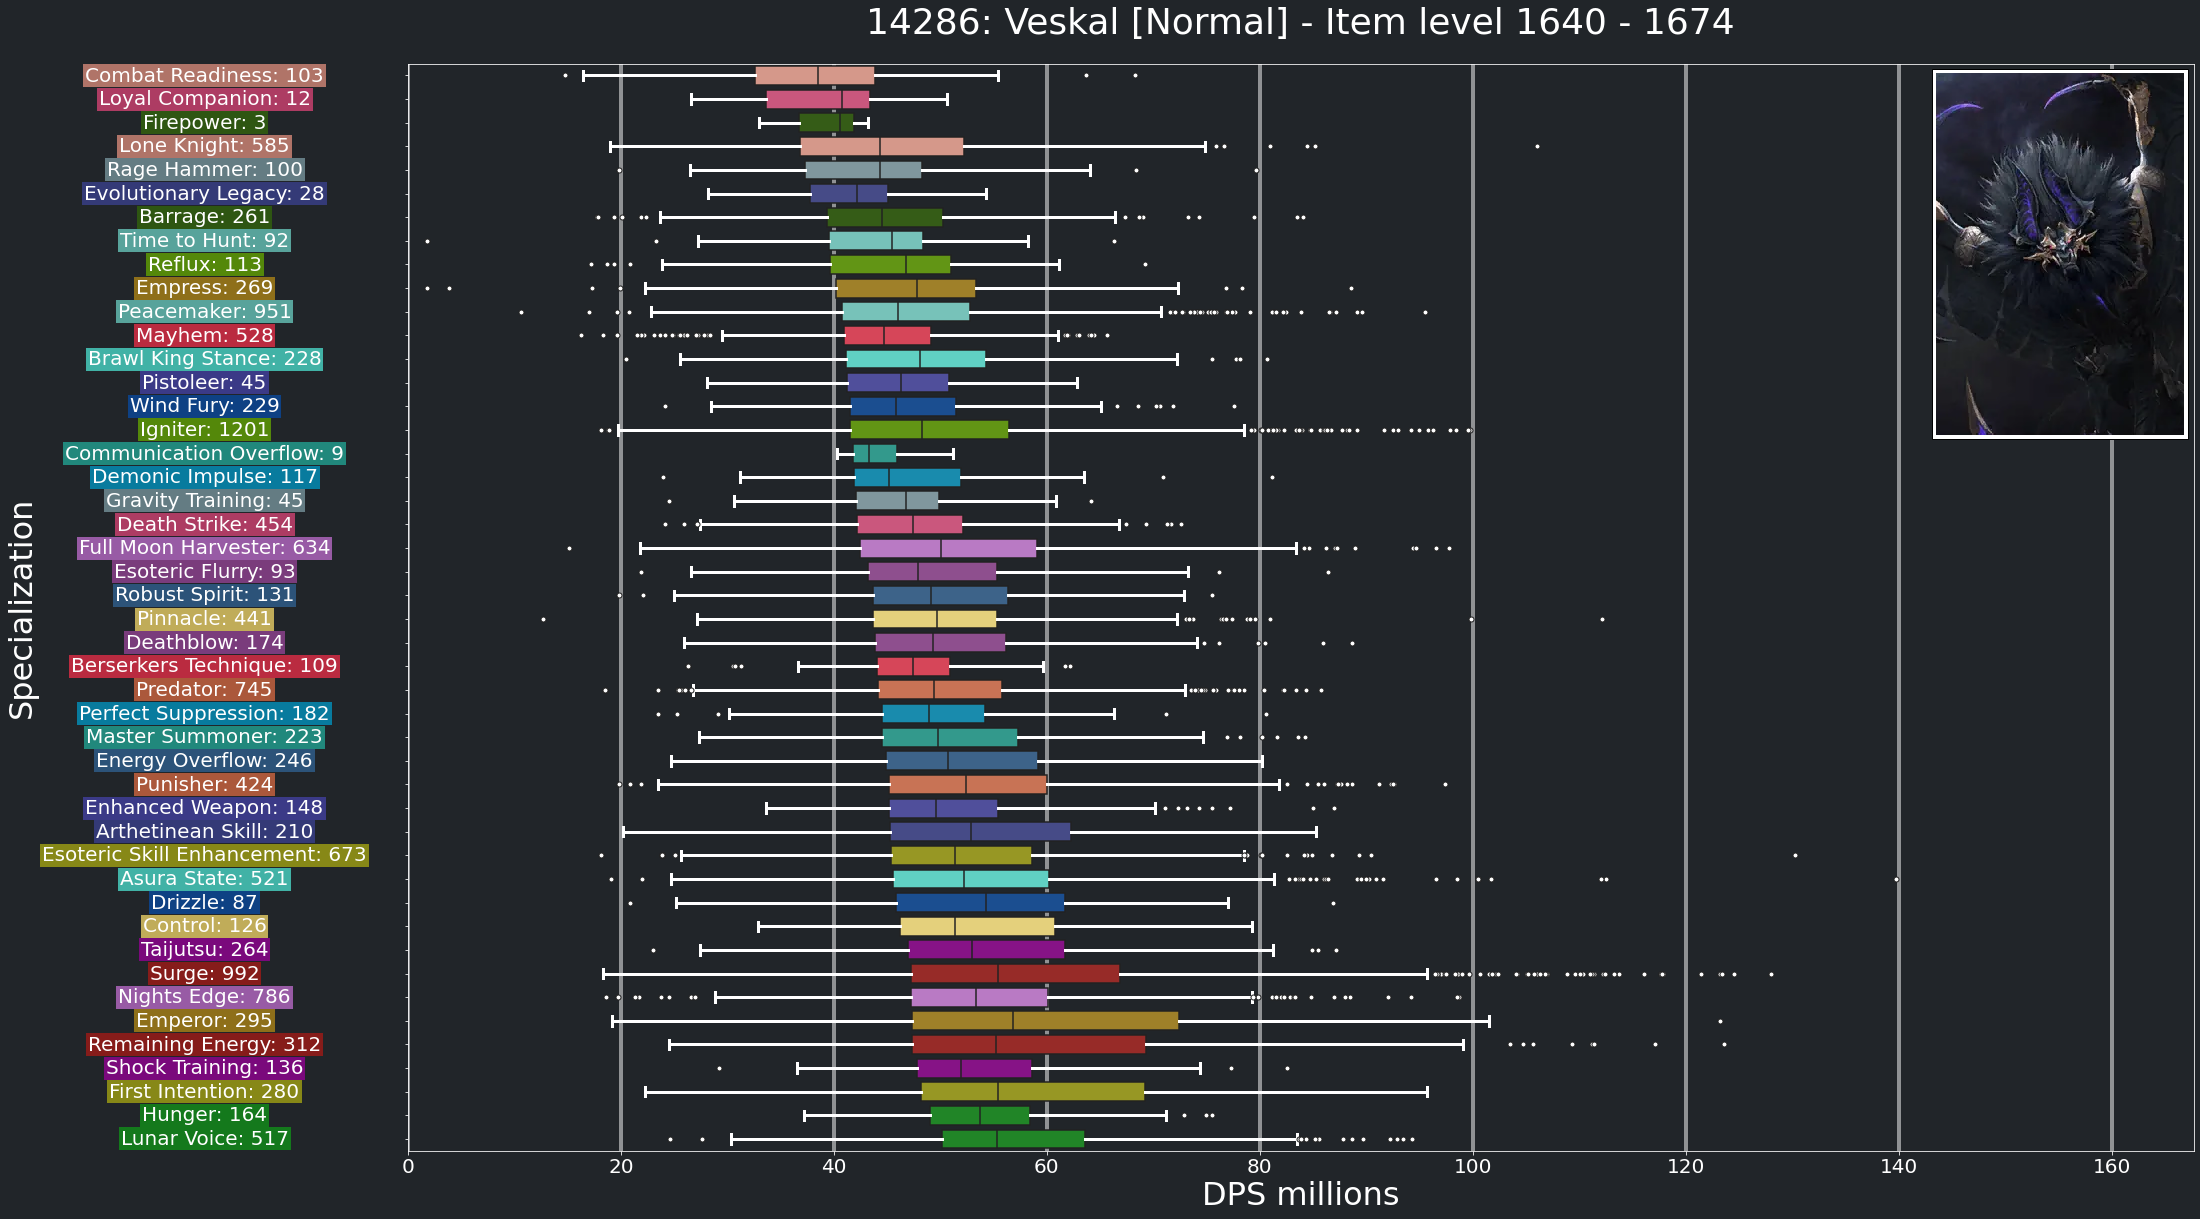 14286: Veskal [Normal] - Item level 1640 - 1674
Combat Readiness: 103
Loyal Companion: 12
Firepower: 3
Lone Knight: 585
Rage Hammer: 100
Evolutionary Legacy: 28
Barrage: 261
Time to Hunt: 92
Reflux: 113
Empress: 269
Peacemaker: 951
Mayhem: 528
Brawl King Stance: 228
Pistoleer: 45
Wind Fury: 229
Igniter: 1201
Communication Overflow: 9
Demonic Impulse: 117
Gravity Training: 45
Death Strike: 454
Full Moon Harvester: 634
Esoteric Flurry: 93
Robust Spirit: 131
Pinnacle: 441
Deathblow: 174
Berserkers Technique: 109
Predator: 745
Perfect Suppression: 182
Master Summoner: 223
Energy Overflow: 246
Punisher: 424
Enhanced Weapon: 148
Arthetinean Skill: 210
Esoteric Skill Enhancement: 673
Asura State: 521
Drizzle: 87
Control: 126
Taijutsu: 264
Surge: 992
Nights Edge: 786
Emperor: 295
Remaining Energy: 312
Shock Training: 136
First Intention: 280
Hunger: 164
Lunar Voice: 517
Specialization
0 20 40 60 80 100 120 140 160
DPS millions